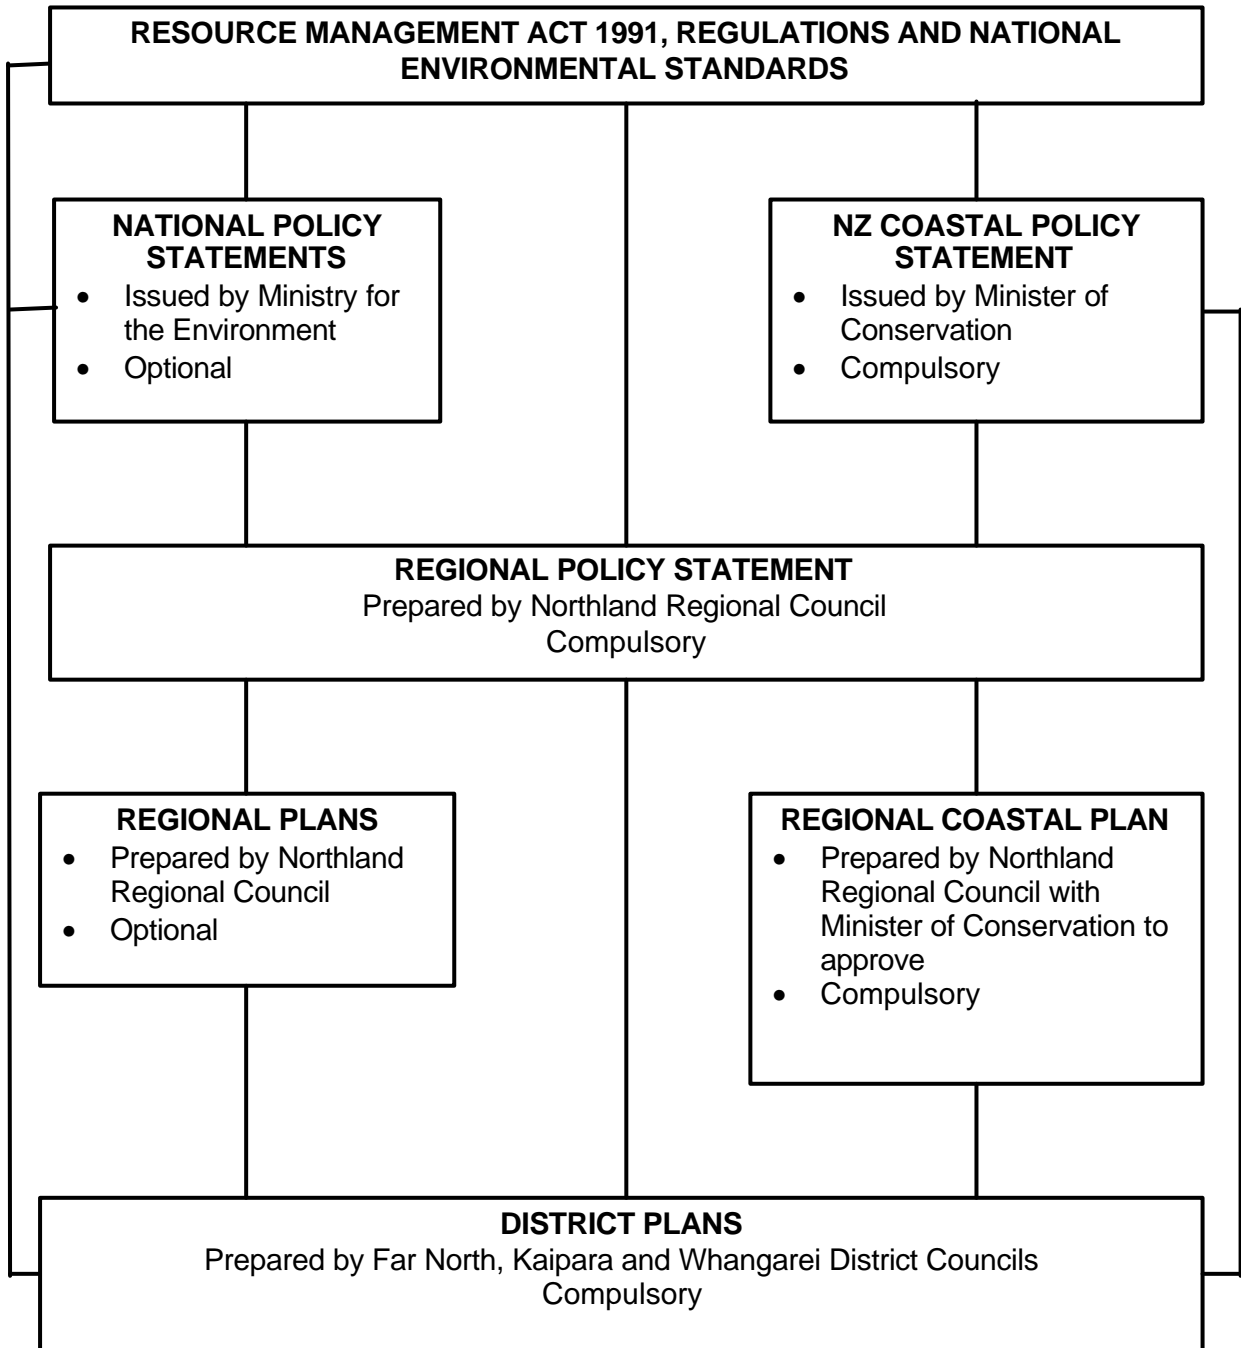 RESOURCE MANAGEMENT ACT 1991, REGULATIONS AND NATIONAL
ENVIRONMENTAL STANDARDS
NATIONAL POLICY
STATEMENTS
• Issued by Ministry for
the Environment
• Optional
NZ COASTAL POLICY
STATEMENT
• Issued by Minister of
Conservation
• Compulsory
REGIONAL POLICY STATEMENT
Prepared by Northland Regional Council
Compulsory
REGIONAL PLANS
• Prepared by Northland
Regional Council
• Optional
REGIONAL COASTAL PLAN
• Prepared by Northland
Regional Council with
Minister of Conservation to
approve
• Compulsory
DISTRICT PLANS
Prepared by Far North, Kaipara and Whangarei District Councils
Compulsory